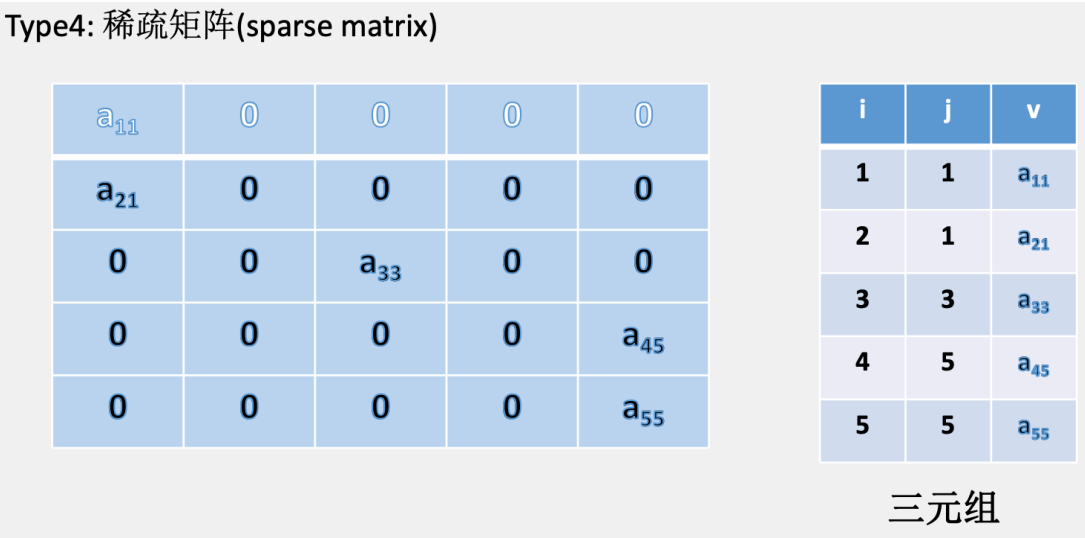 Type4: 稀疏矩阵(sparse matrix)
a11 0 0 0 0
a21 0 0 0 0
0 0 a33 0 0
0 0 0 0 a45
0 0 0 0 a55
i j v
1 1 a11
2 1 a21
3 3 a33
4 5 a45
5 5 a55
三元组